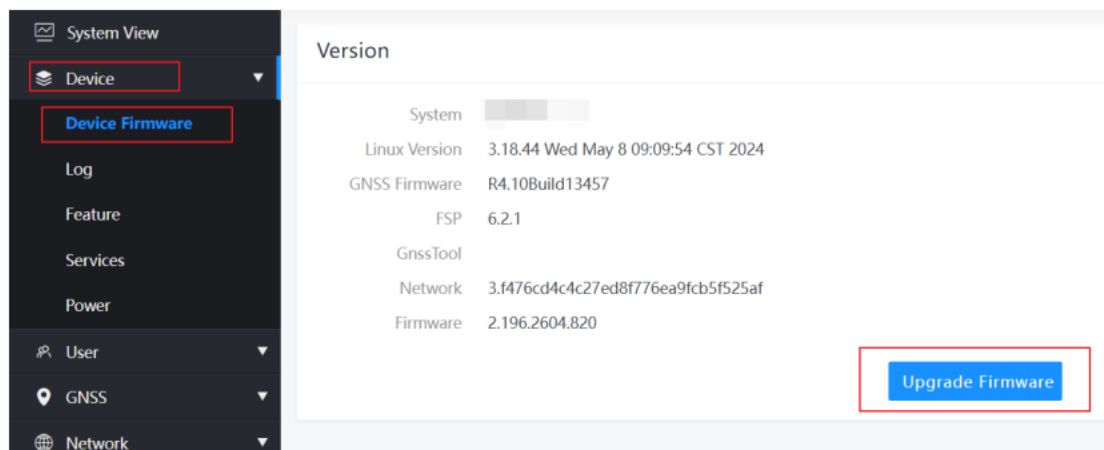 System View
Device
Device Firmware
Log
Feature
Services
Power
User
GNSS
Network
Version
System
Linux Version 3.18.44 Wed May 8 09:09:54 CST 2024
GNSS Firmware R4.10Build13457
FSP 6.2.1
GnssTool
Network 3.f476cd4c4c27ed8f776ea9fcb5f525af
Firmware 2.196.2604.820
Upgrade Firmware